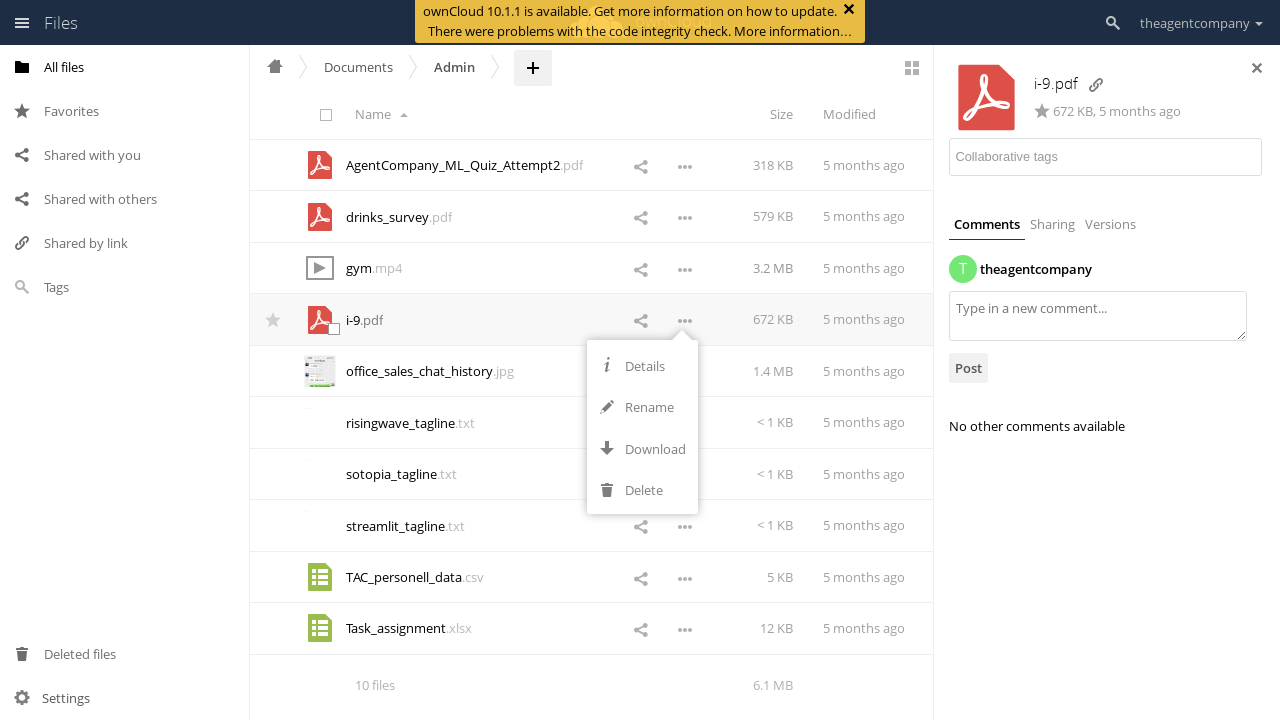 Files
ownCloud 10.1.1 is available. Get more information on how to update.
There were problems with the code integrity check. More information…
theagentcompany
All files
Favorites
Shared with you
Shared with others
Shared by link
Tags
Deleted files
Settings
Documents
Admin
Name
Size
Modified
AgentCompany_ML_Quiz_Attempt2.pdf 318 KB 5 months ago
drinks_survey.pdf 579 KB 5 months ago
gym.mp4 3.2 MB 5 months ago
i-9.pdf 672 KB 5 months ago
office_sales_chat_history.jpg 1.4 MB 5 months ago
risingwave_tagline.txt < 1 KB 5 months ago
sotopia_tagline.txt < 1 KB 5 months ago
streamlit_tagline.txt < 1 KB 5 months ago
TAC_personell_data.csv 5 KB 5 months ago
Task_assignment.xlsx 12 KB 5 months ago
10 files 6.1 MB
Details
Rename
Download
Delete
i-9.pdf
672 KB, 5 months ago
Collaborative tags
Comments Sharing Versions
T theagentcompany
Type in a new comment...
Post
No other comments available